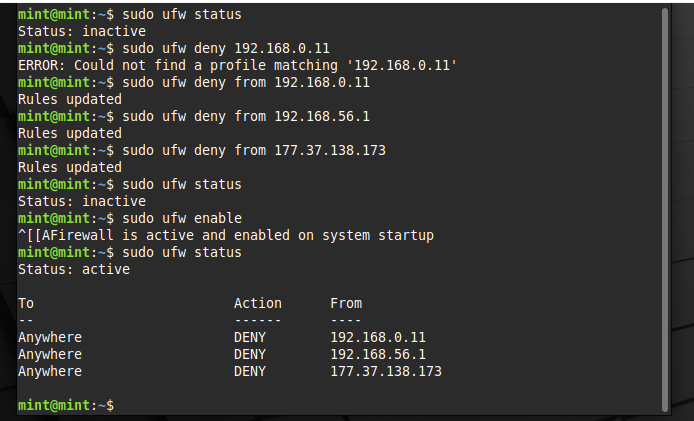 mint@mint:~$ sudo ufw status
Status: inactive
mint@mint:~$ sudo ufw deny 192.168.0.11
ERROR: Could not find a profile matching '192.168.0.11'
mint@mint:~$ sudo ufw deny from 192.168.0.11
Rules updated
mint@mint:~$ sudo ufw deny from 192.168.56.1
Rules updated
mint@mint:~$ sudo ufw deny from 177.37.138.173
Rules updated
mint@mint:~$ sudo ufw status
Status: inactive
mint@mint:~$ sudo ufw enable
^[[AFirewall is active and enabled on system startup
mint@mint:~$ sudo ufw status
Status: active

To                         Action      From
--                         ------      ----
Anywhere                   DENY        192.168.0.11
Anywhere                   DENY        192.168.56.1
Anywhere                   DENY        177.37.138.173

mint@mint:~$